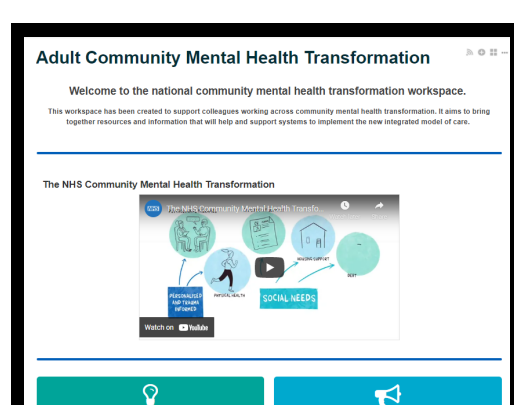 Adult Community Mental Health Transformation
Welcome to the national community mental health transformation workspace.
This workspace has been created to support colleagues working across community mental health transformation. It aims to bring
together resources and information that will help and support systems to implement the new integrated model of care.
The NHS Community Mental Health Transformation
The NHS Community Mental Health Transfo...
HOUSING SUPPORT
DEBT
PERSONALISED
AND TRAUMA
INFORMED
PHYSICAL HEALTH
SOCIAL NEEDS
Watch on YouTube